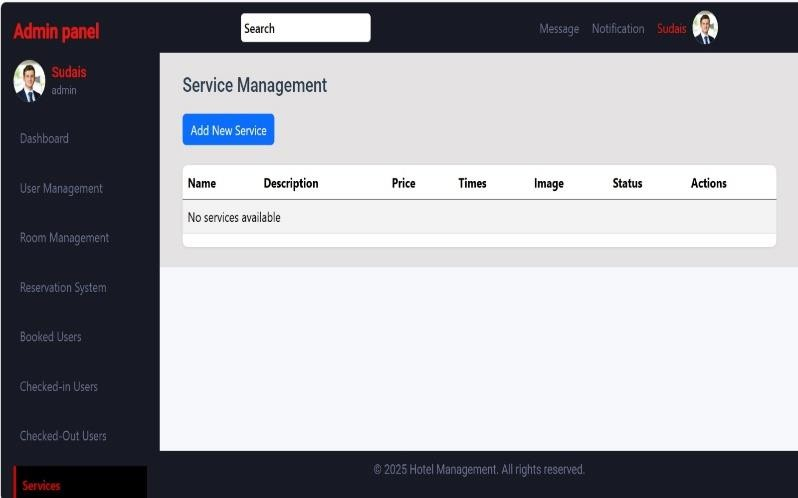 Admin panel
Search
Message Notification Sudais
Sudais
admin
Dashboard
User Management
Room Management
Reservation System
Booked Users
Checked-in Users
Checked-Out Users
Services
Service Management
Add New Service
Name Description Price Times Image Status Actions
No services available
© 2025 Hotel Management. All rights reserved.